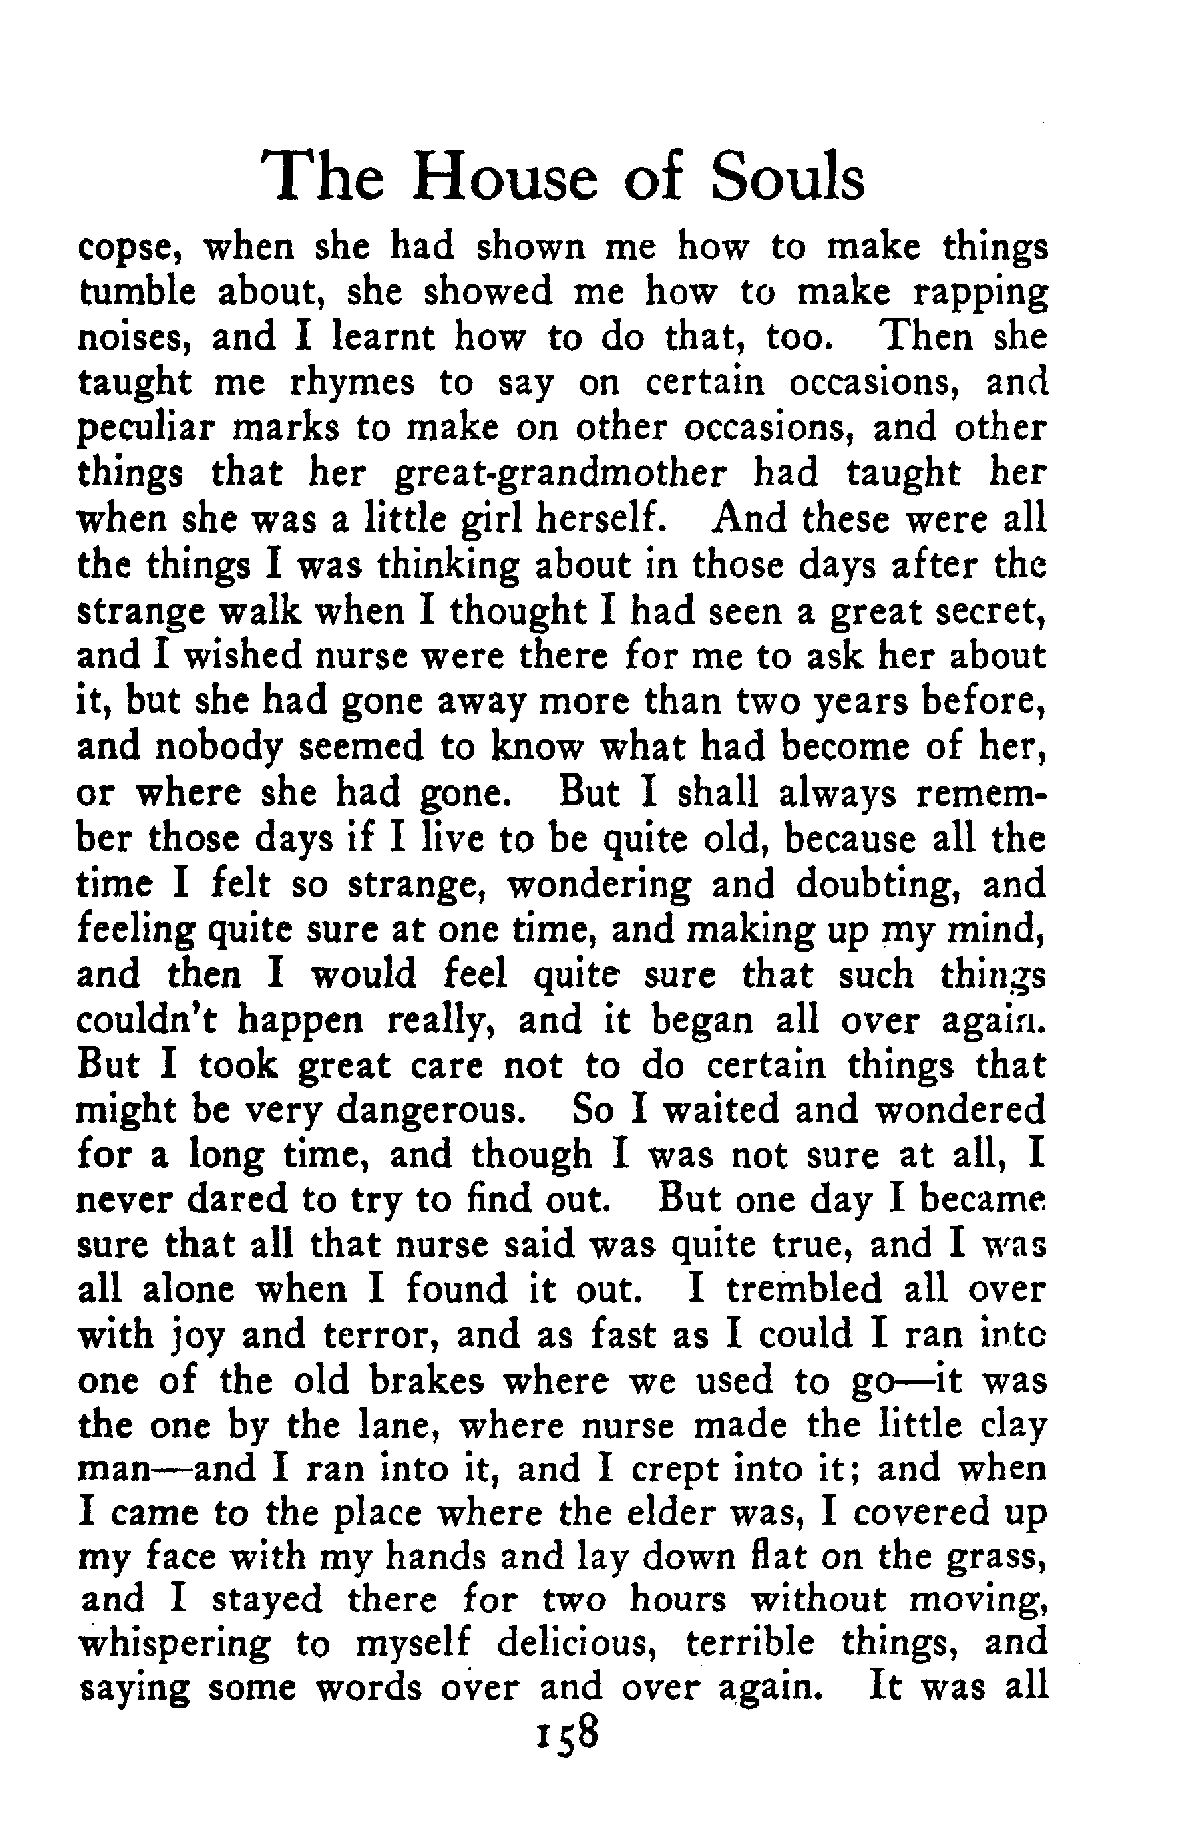 The House of Souls
copse, when she had shown me how to make things
tumble about, she showed me how to make rapping
noises, and I learnt how to do that, too. Then she
taught me rhymes to say on certain occasions, and
peculiar marks to make on other occasions, and other
things that her great-grandmother had taught her
when she was a little girl herself. And these were all
the things I was thinking about in those days after the
strange walk when I thought I had seen a great secret,
and I wished nurse were there for me to ask her about
it, but she had gone away more than two years before,
and nobody seemed to know what had become of her,
or where she had gone. But I shall always remem-
ber those days if I live to be quite old, because all the
time I felt so strange, wondering and doubting, and
feeling quite sure at one time, and making up my mind,
and then I would feel quite sure that such things
couldn't happen really, and it began all over again.
But I took great care not to do certain things that
might be very dangerous. So I waited and wondered
for a long time, and though I was not sure at all, I
never dared to try to find out. But one day I became
sure that all that nurse said was quite true, and I was
all alone when I found it out. I trembled all over
with joy and terror, and as fast as I could I ran into
one of the old brakes where we used to go—it was
the one by the lane, where nurse made the little clay
man—and I ran into it, and I crept into it; and when
I came to the place where the elder was, I covered up
my face with my hands and lay down flat on the grass,
and I stayed there for two hours without moving,
whispering to myself delicious, terrible things, and
saying some words over and over again. It was all
158